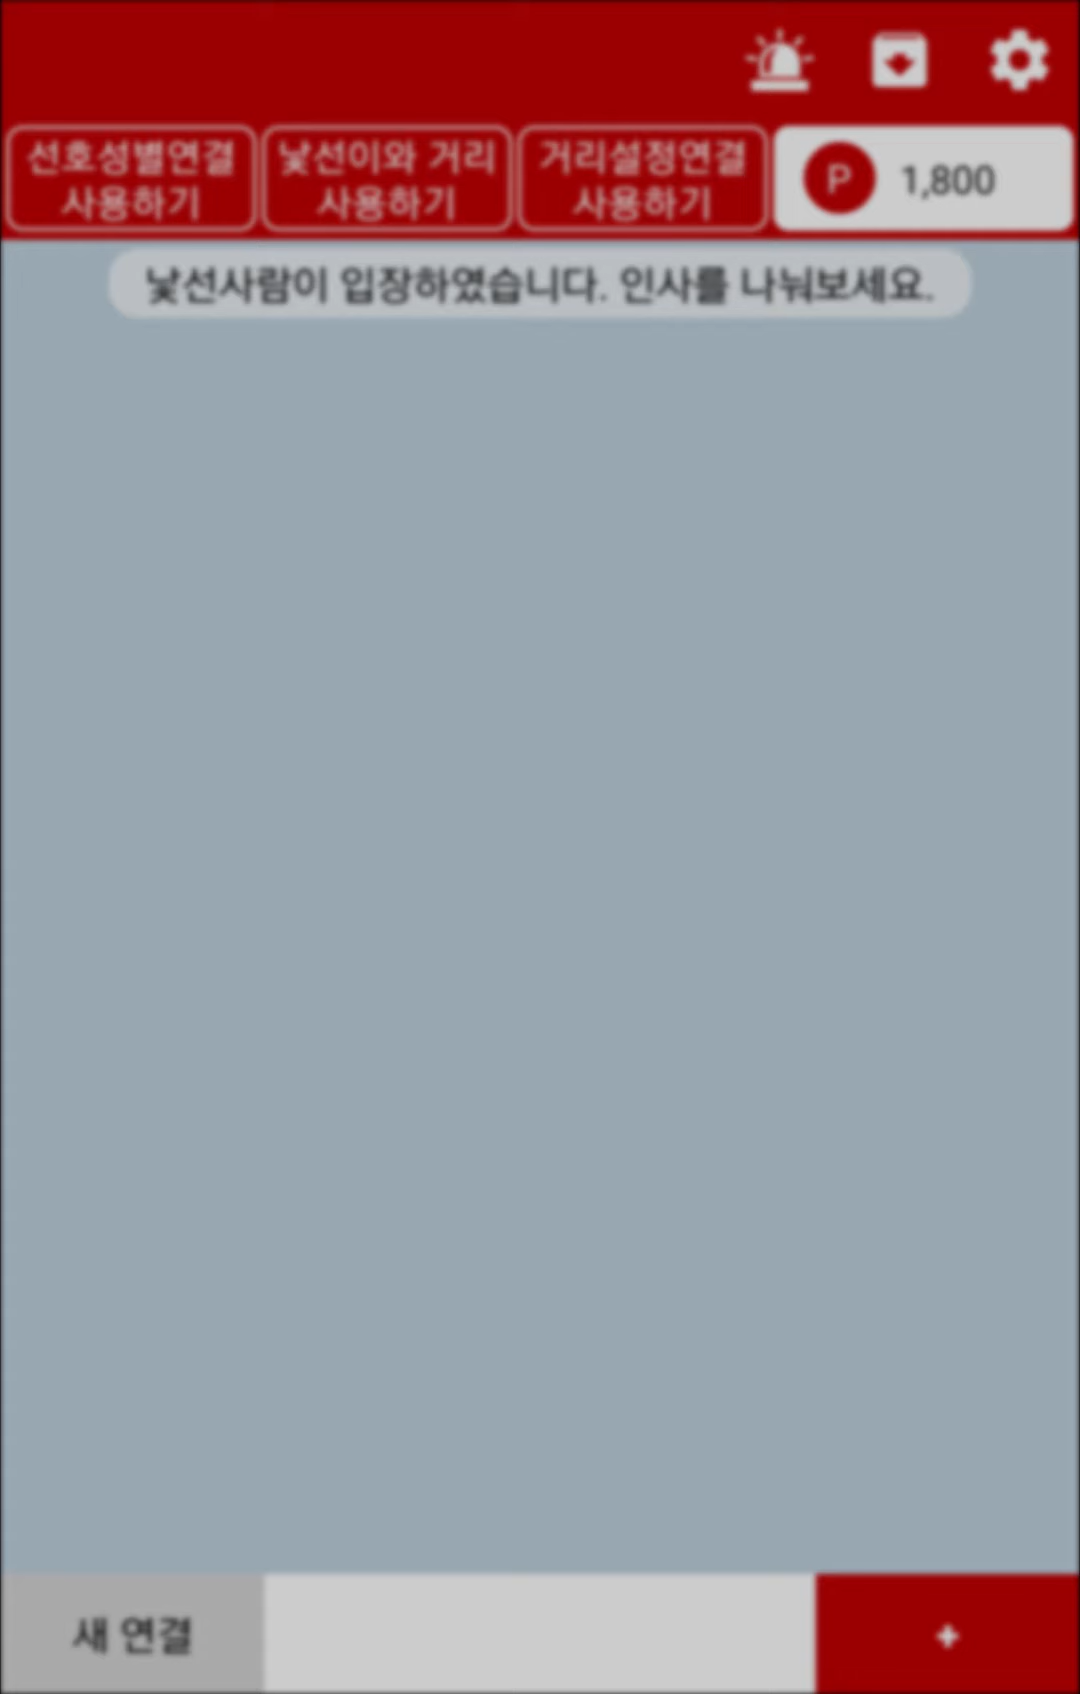 선호성별연결
사용하기
낯선이와 거리
사용하기
거리설정연결
사용하기
P 1,800
낯선사람이 입장하였습니다. 인사를 나눠보세요.
새 연결
+